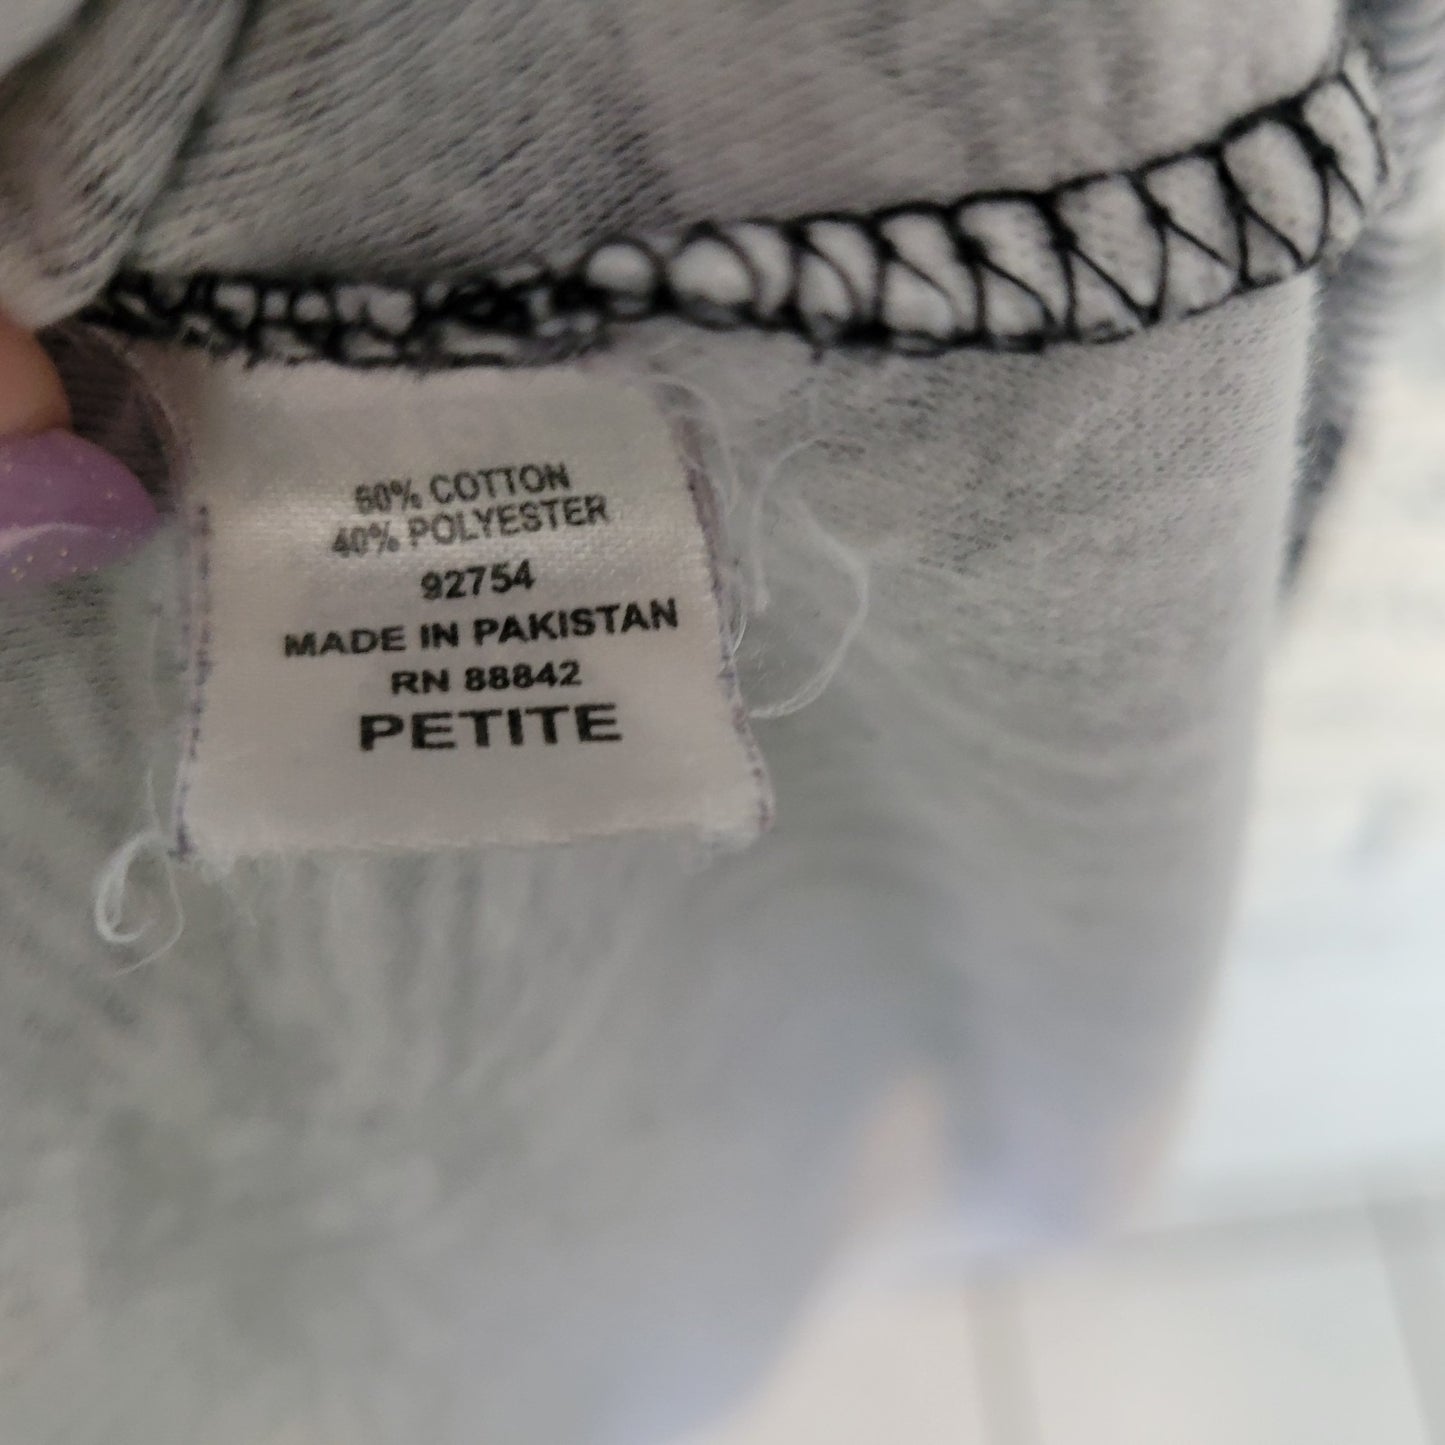 60% COTTON
40% POLYESTER
92754
MADE IN PAKISTAN
RN 88842
PETITE